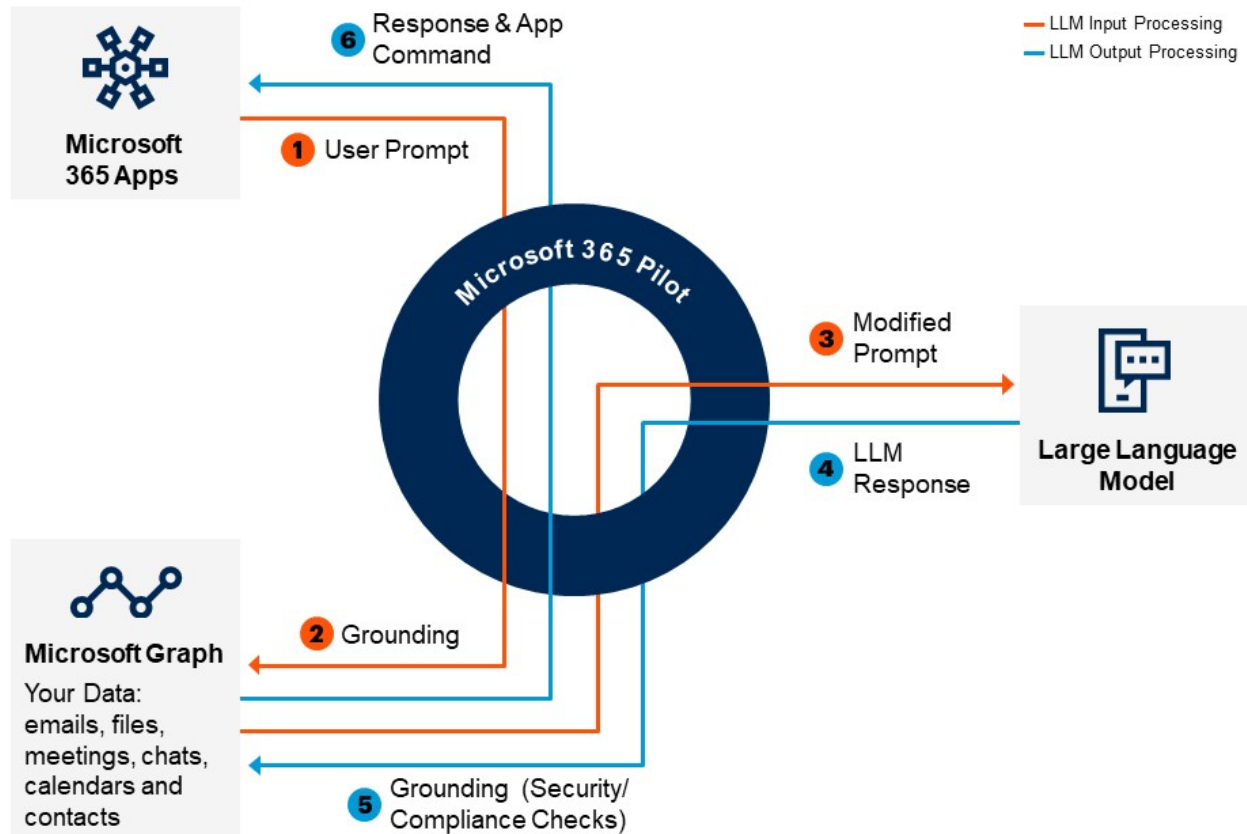 6 Response & App
Command
LLM Input Processing
LLM Output Processing
Microsoft
365 Apps
1 User Prompt
Microsoft 365 Pilot
3 Modified
Prompt
4 LLM
Response
Large Language
Model
2 Grounding
Microsoft Graph
Your Data:
emails, files,
meetings, chats,
calendars and
contacts
5 Grounding (Security/
Compliance Checks)